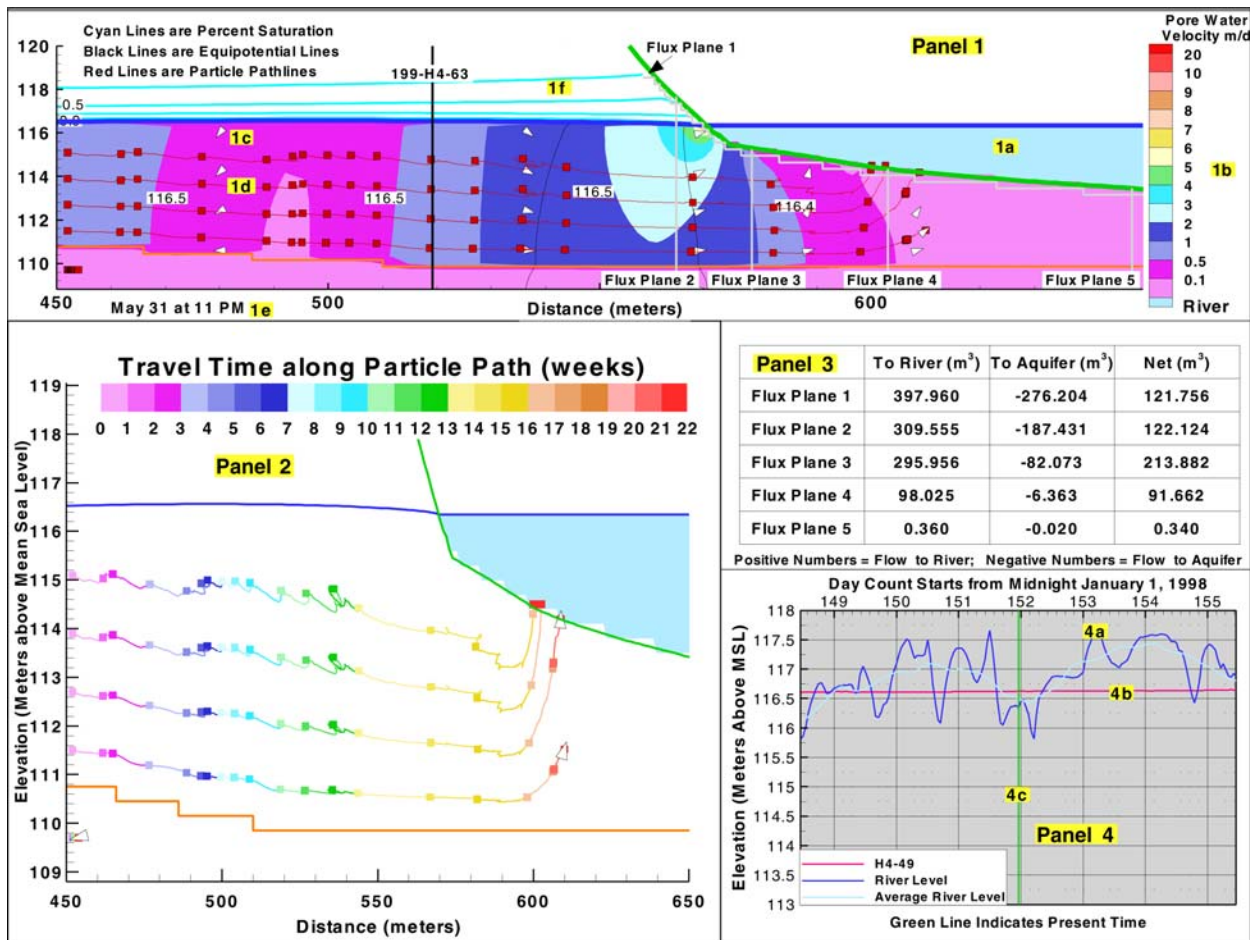 Cyan Lines are Percent Saturation
Black Lines are Equipotential Lines
Red Lines are Particle Pathlines
199-H4-63
Flux Plane 1
Panel 1
Pore Water
Velocity m/d
20
10
9
8
7
6
5
4
3
2
1
0.5
0.1
River
1b
120
118
116
114
112
110
0.5
1f
1c
1d
1a
116.5
116.5
116.5
116.4
Flux Plane 2
Flux Plane 3
Flux Plane 4
Flux Plane 5
450
500
600
May 31 at 11 PM 1e
Distance (meters)
Travel Time along Particle Path (weeks)
0 1 2 3 4 5 6 7 8 9 10 12 13 14 15 16 17 18 19 20 21 22
Panel 2
Elevation (Meters above Mean Sea Level)
119
118
117
116
115
114
113
112
111
110
109
450 500 550 600 650
Distance (meters)
Panel 3 To River (m³) To Aquifer (m³) Net (m³)
Flux Plane 1 397.960 -276.204 121.756
Flux Plane 2 309.555 -187.431 122.124
Flux Plane 3 295.956 -82.073 213.882
Flux Plane 4 98.025 -6.363 91.662
Flux Plane 5 0.360 -0.020 0.340
Positive Numbers = Flow to River; Negative Numbers = Flow to Aquifer
Day Count Starts from Midnight January 1, 1998
149 150 151 152 153 154 155
Elevation (Meters Above MSL)
118
117.5
117
116.5
116
115.5
115
114.5
114
113.5
113
4a
4b
4c
Panel 4
H4-49
River Level
Average River Level
Green Line Indicates Present Time